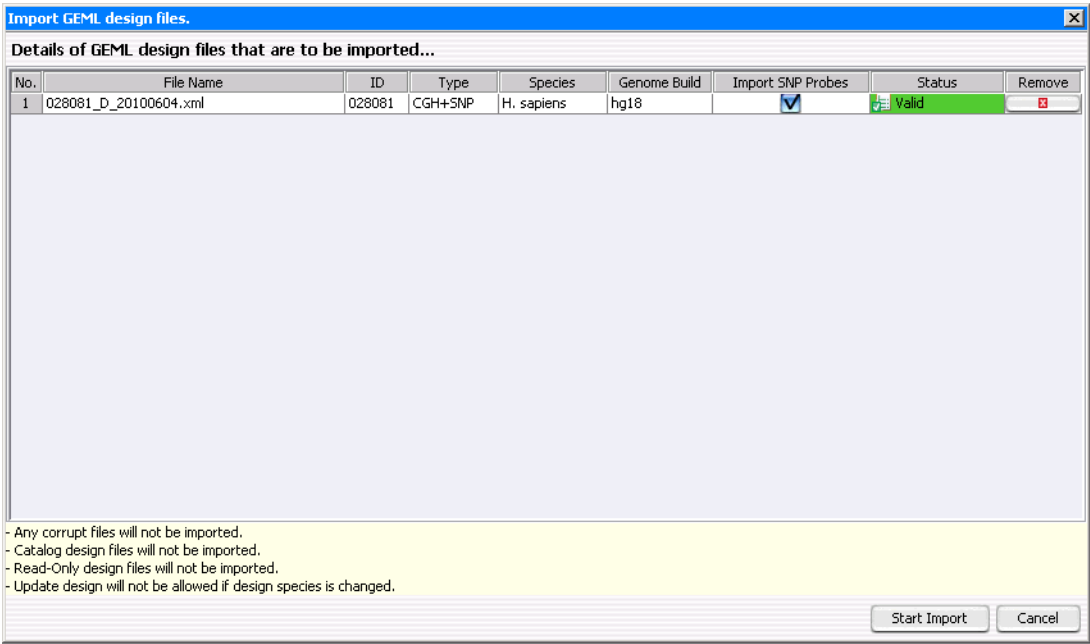 Import GEML design files.
Details of GEML design files that are to be imported...
No. File Name ID Type Species Genome Build Import SNP Probes Status Remove
1 028081_D_20100604.xml 028081 CGH+SNP H. sapiens hg18 Valid
- Any corrupt files will not be imported.
- Catalog design files will not be imported.
- Read-Only design files will not be imported.
- Update design will not be allowed if design species is changed.
Start Import Cancel